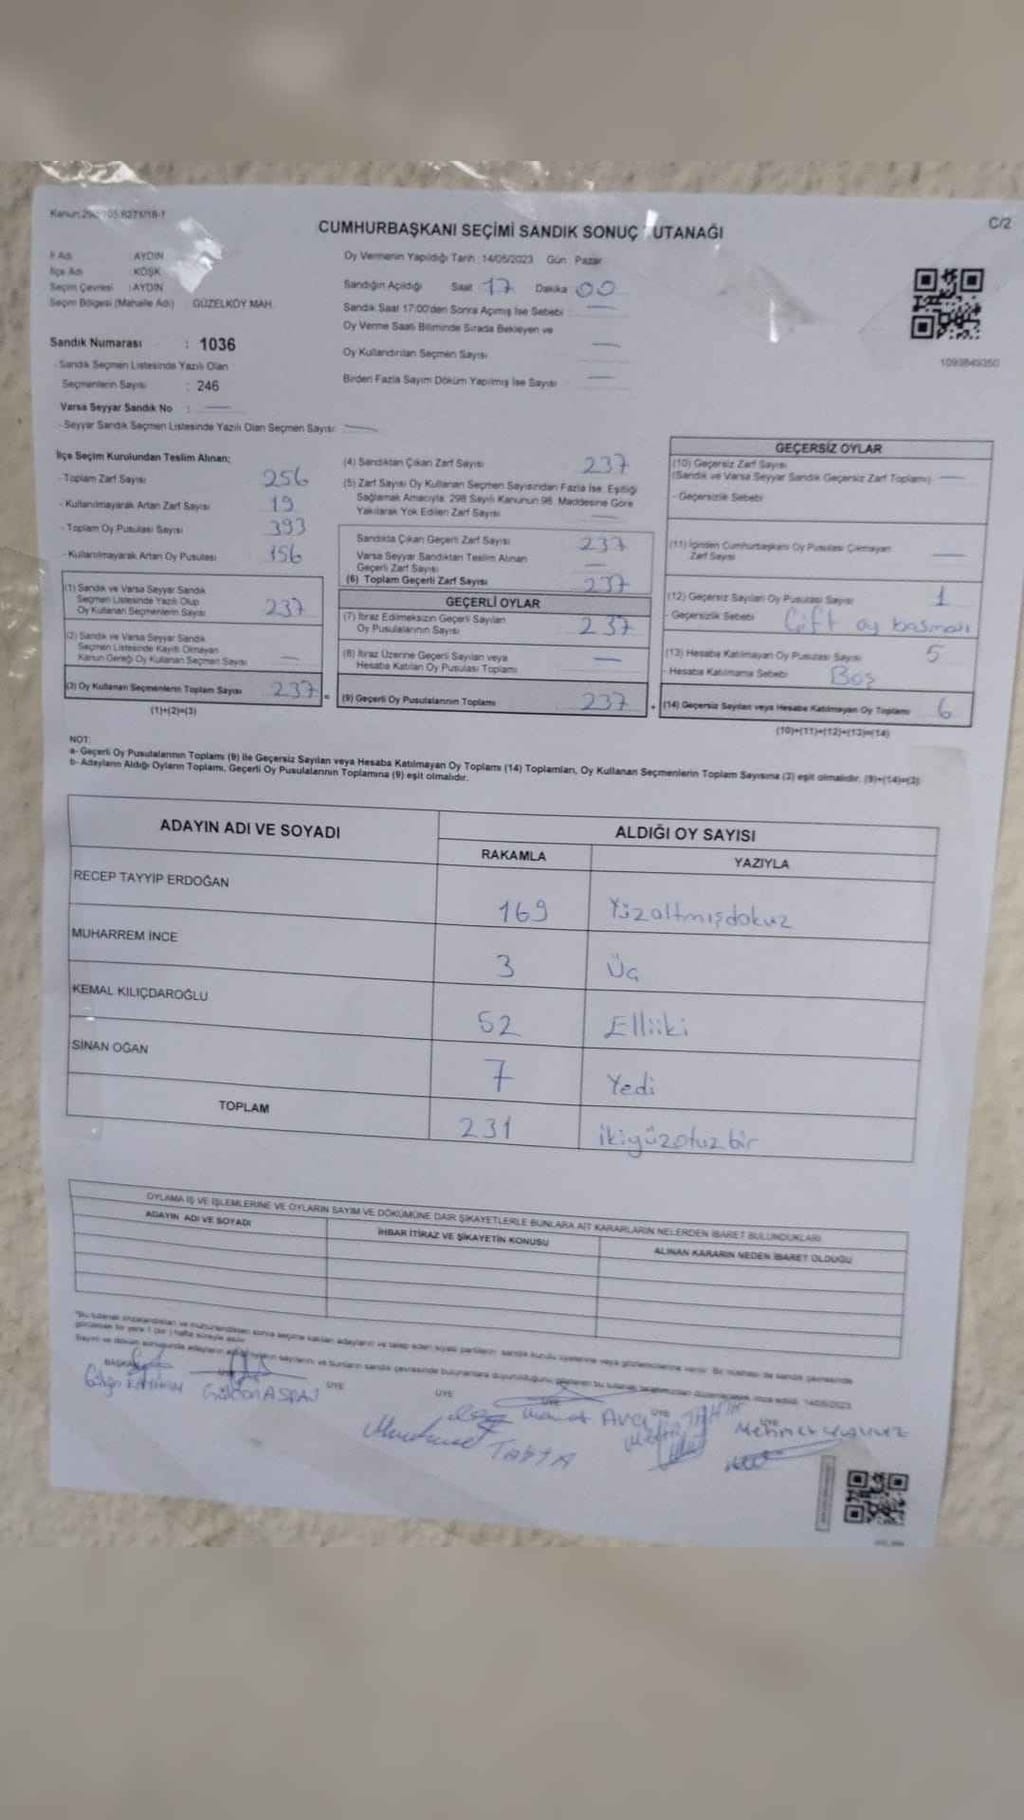 C/2
CUMHURBAŞKANI SEÇİMİ SANDIK SONUÇ TUTANAĞI
İl Adı AYDIN
İlçe Adı KÖŞK
Seçim Çevresi : AYDIN
Seçim Bölgesi (Mahalle Adı) GÜZELKÖY MAH.
Sandık Numarası : 1036
- Sandık Seçmen Listesinde Yazılı Olan
Seçmenlerin Sayısı : 246
Varsa Seyyar Sandık No : —
- Seyyar Sandık Seçmen Listesinde Yazılı Olan Seçmen Sayısı —
Oy Vermenin Yapıldığı Tarih : 14/05/2023 Gün : Pazar
Sandığın Açıldığı Saat 17 Dakika 00
Sandık Saat 17:00'den Sonra Açılmış İse Sebebi —
Oy Verme Saati Bitiminde Sırada Bekleyen ve
Oy Kullandırılan Seçmen Sayısı —
Birden Fazla Sayım Döküm Yapılmış İse Sayısı —
1093849350
İlçe Seçim Kurulundan Teslim Alınan;
- Toplam Zarf Sayısı 256
- Kullanılmayarak Artan Zarf Sayısı 19
- Toplam Oy Pusulası Sayısı 393
- Kullanılmayarak Artan Oy Pusulası 156
(1) Sandık ve Varsa Seyyar Sandık
Seçmen Listesinde Yazılı Olup
Oy Kullanan Seçmenlerin Sayısı 237
(2) Sandık ve Varsa Seyyar Sandık
Seçmen Listesinde Kayıtlı Olmayan
Kanun Gereği Oy Kullanan Seçmen Sayısı —
(3) Oy Kullanan Seçmenlerin Toplam Sayısı 237
(1)+(2)=(3)
(4) Sandıktan Çıkan Zarf Sayısı 237
(5) Zarf Sayısı Oy Kullanan Seçmen Sayısından Fazla İse, Eşitliği
Sağlamak Amacıyla, 298 Sayılı Kanunun 98. Maddesine Göre
Yakılarak Yok Edilen Zarf Sayısı —
Sandıkta Çıkan Geçerli Zarf Sayısı 237
Varsa Seyyar Sandıktan Teslim Alınan
Geçerli Zarf Sayısı —
(6) Toplam Geçerli Zarf Sayısı 237
GEÇERLİ OYLAR
(7) İtiraz Edilmeksizin Geçerli Sayılan
Oy Pusulalarının Sayısı 237
(8) İtiraz Üzerine Geçerli Sayılan veya
Hesaba Katılan Oy Pusulası Toplamı —
(9) Geçerli Oy Pusulalarının Toplamı 237
GEÇERSİZ OYLAR
(10) Geçersiz Zarf Sayısı
(Sandık ve Varsa Seyyar Sandık Geçersiz Zarf Toplamı) —
- Geçersizlik Sebebi
(11) İçinden Cumhurbaşkanı Oy Pusulası Çıkmayan
Zarf Sayısı —
(12) Geçersiz Sayılan Oy Pusulası Sayısı 1
- Geçersizlik Sebebi Çift oy basması
(13) Hesaba Katılmayan Oy Pusulası Sayısı 5
- Hesaba Katılmama Sebebi Boş
(14) Geçersiz Sayılan veya Hesaba Katılmayan Oy Toplamı 6
(10)+(11)+(12)+(13)=(14)
NOT:
a- Geçerli Oy Pusulalarının Toplamı (9) ile Geçersiz Sayılan veya Hesaba Katılmayan Oy Toplamı (14) Toplamları, Oy Kullanan Seçmenlerin Toplam Sayısına (3) eşit olmalıdır. (9)+(14)=(3)
b- Adayların Aldığı Oyların Toplamı, Geçerli Oy Pusulalarının Toplamına (9) eşit olmalıdır.
ADAYIN ADI VE SOYADI
ALDIĞI OY SAYISI
RAKAMLA YAZIYLA
RECEP TAYYİP ERDOĞAN 169 Yüzaltmışdokuz
MUHARREM İNCE 3 Üç
KEMAL KILIÇDAROĞLU 52 Elliiki
SİNAN OĞAN 7 Yedi
TOPLAM 231 ikiyüzotuzbir
OYLAMA İŞ VE İŞLEMLERİNE VE OYLARIN SAYIM VE DÖKÜMÜNE DAİR ŞİKAYETLERLE BUNLARA AİT KARARLARIN NELERDEN İBARET BULUNDUKLARI
ADAYIN ADI VE SOYADI
İHBAR İTİRAZ VE ŞİKAYETİN KONUSU
ALINAN KARARIN NEDEN İBARET OLDUĞU
BAŞKAN
ÜYE
ÜYE
ÜYE
Mehmet YAVUZ